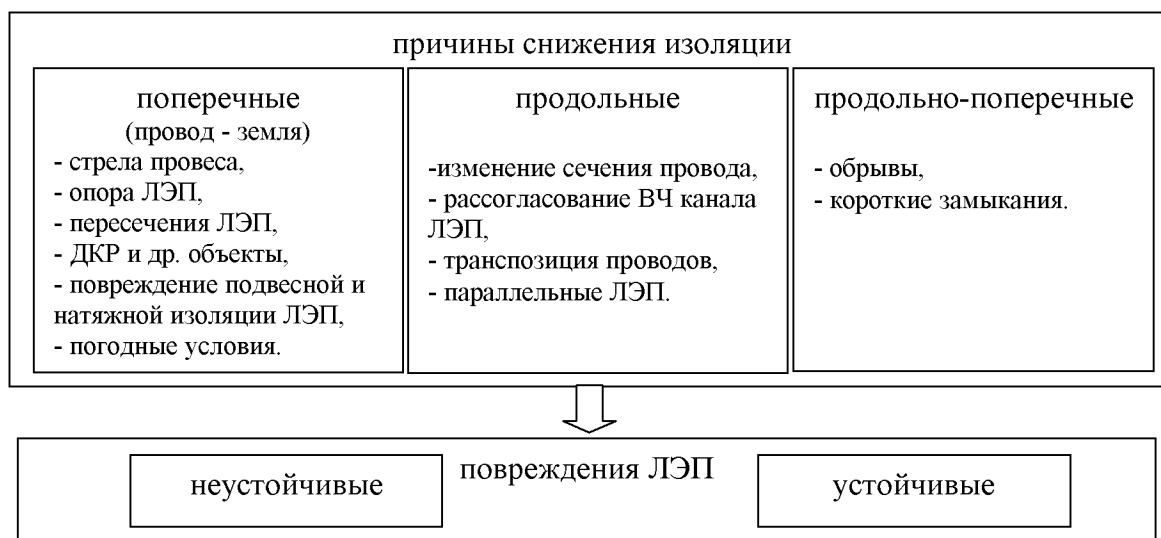 причины снижения изоляции
поперечные
(провод - земля)
- стрела провеса,
- опора ЛЭП,
- пересечения ЛЭП,
- ДКР и др. объекты,
- повреждение подвесной и
натяжной изоляции ЛЭП,
- погодные условия.
продольные
-изменение сечения провода,
- рассогласование ВЧ канала
ЛЭП,
- транспозиция проводов,
- параллельные ЛЭП.
продольно-поперечные
- обрывы,
- короткие замыкания.
повреждения ЛЭП
неустойчивые
устойчивые